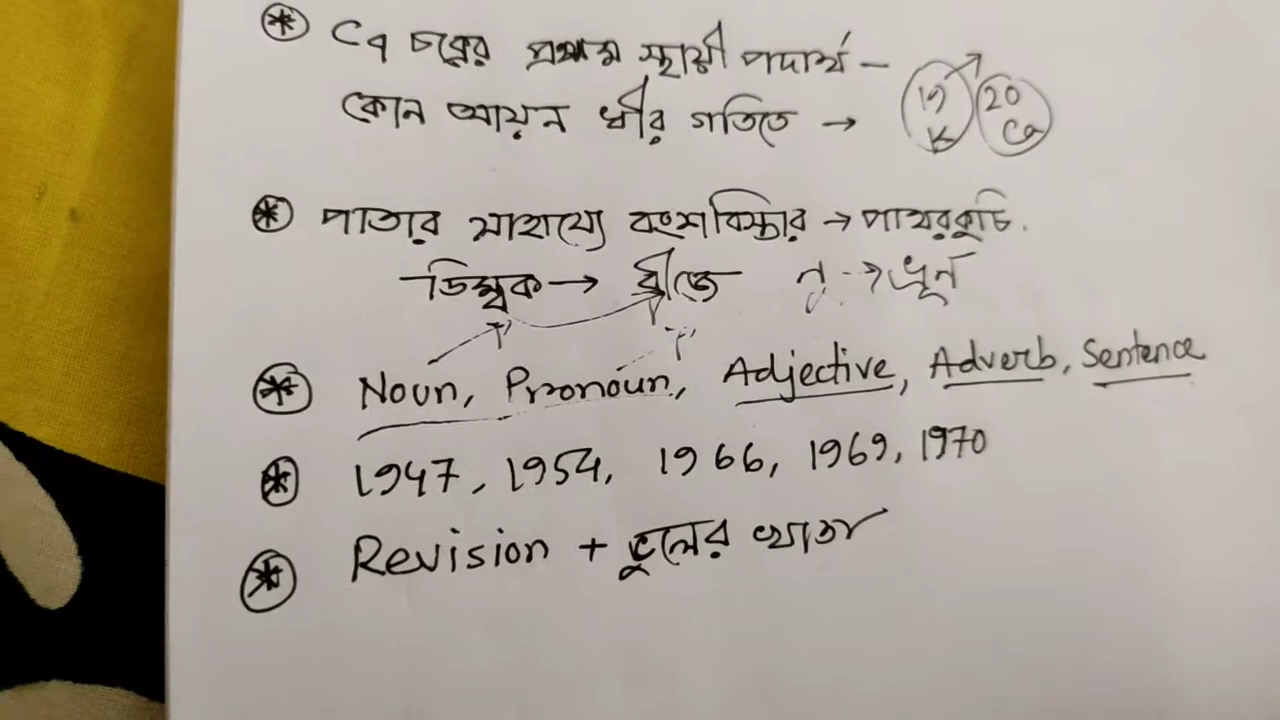 C4 চক্রের প্রথম স্থায়ী পদার্থ –
কোন আয়ন ধীর গতিতে → 19 K 20 Ca
পাতার সাহায্যে বংশবিস্তার → পাথরকুচি.
ডিম্বক → বীজ ভ্রূণ
Noun, Pronoun, Adjective, Adverb, Sentence
1947, 1954, 1966, 1969, 1970
Revision + ভুলের খাতা